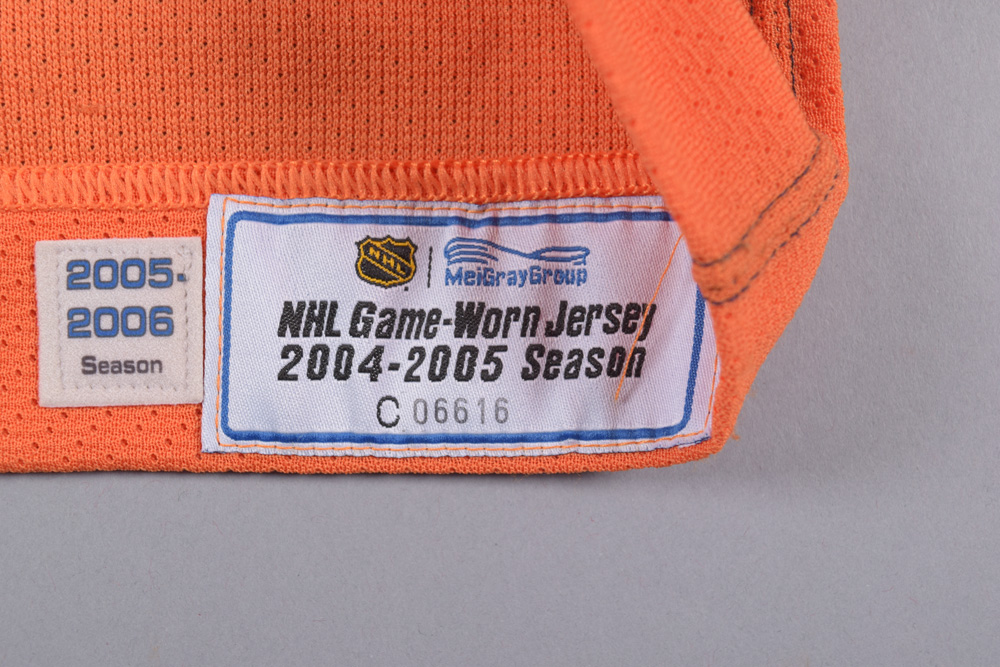 2005-
2006
Season
NHL
MeiGrayGroup
NHL Game-Worn Jersey
2004-2005 Season
C 06616